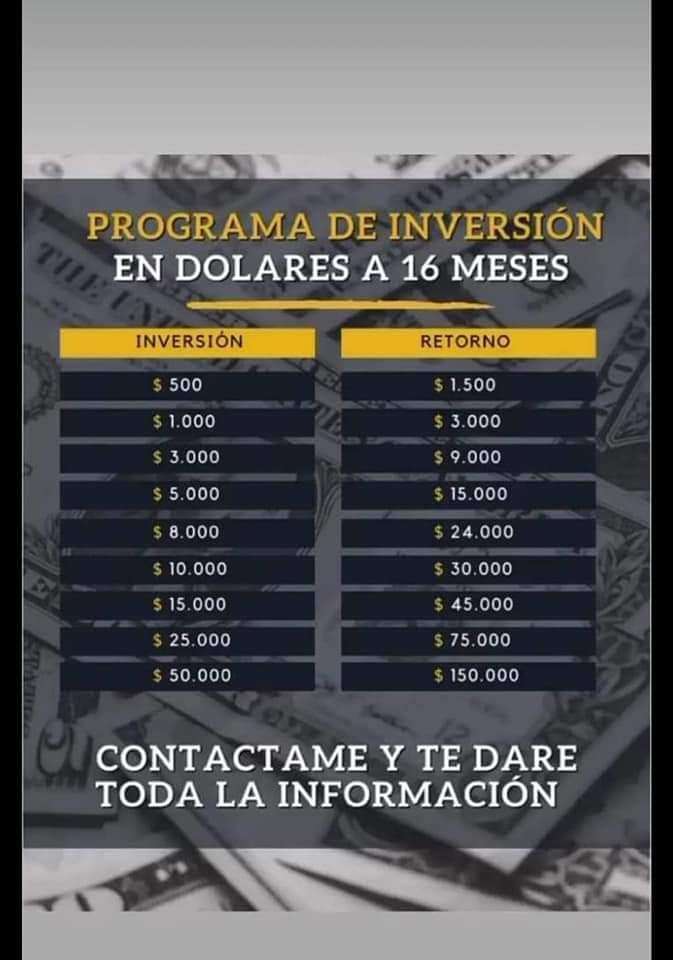 PROGRAMA DE INVERSIÓN
EN DOLARES A 16 MESES
INVERSIÓN RETORNO
$ 500 $ 1.500
$ 1.000 $ 3.000
$ 3.000 $ 9.000
$ 5.000 $ 15.000
$ 8.000 $ 24.000
$ 10.000 $ 30.000
$ 15.000 $ 45.000
$ 25.000 $ 75.000
$ 50.000 $ 150.000
CONTACTAME Y TE DARE
TODA LA INFORMACIÓN